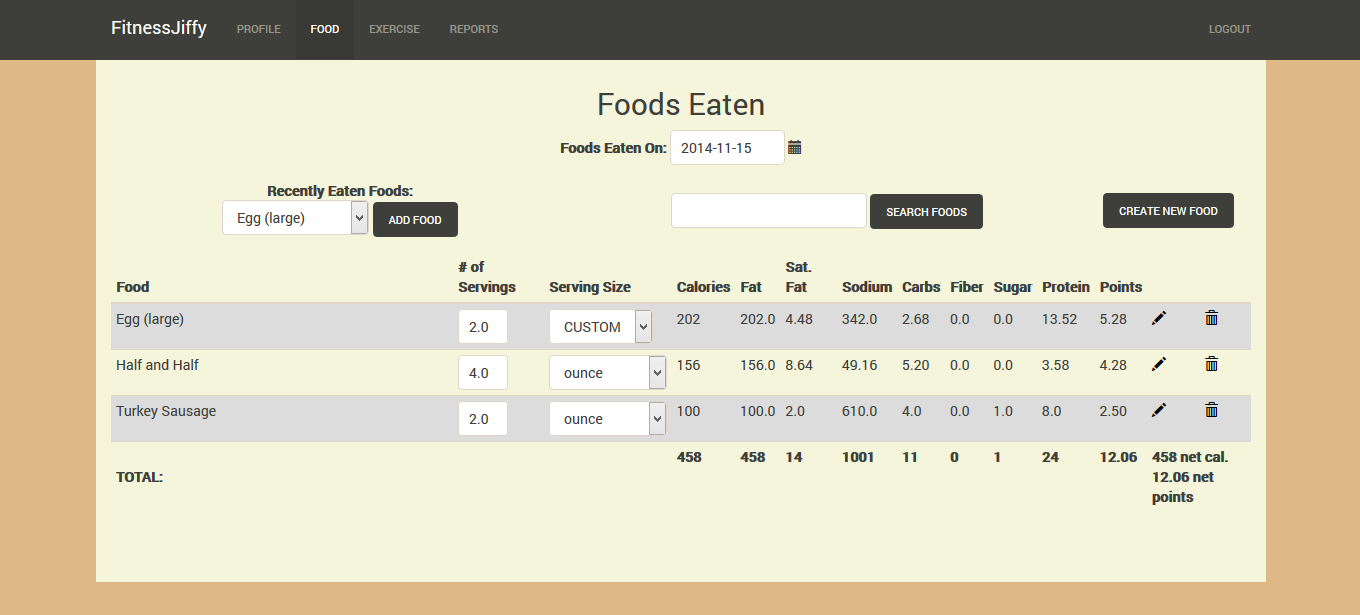 FitnessJiffy PROFILE FOOD EXERCISE REPORTS LOGOUT
Foods Eaten
Foods Eaten On: 2014-11-15
Recently Eaten Foods:
Egg (large) ADD FOOD SEARCH FOODS CREATE NEW FOOD
Food # of Servings Serving Size Calories Fat Sat. Fat Sodium Carbs Fiber Sugar Protein Points
Egg (large) 2.0 CUSTOM 202 202.0 4.48 342.0 2.68 0.0 0.0 13.52 5.28
Half and Half 4.0 ounce 156 156.0 8.64 49.16 5.20 0.0 0.0 3.58 4.28
Turkey Sausage 2.0 ounce 100 100.0 2.0 610.0 4.0 0.0 1.0 8.0 2.50
TOTAL: 458 458 14 1001 11 0 1 24 12.06 458 net cal.
12.06 net
points